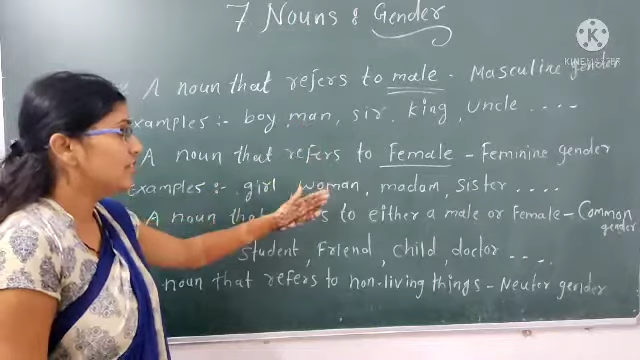 7 Nouns & Gender
KINEMASTER
A noun that refers to male - Masculine gender
Examples :- boy, man, sir, king, uncle ....
A noun that refers to Female - Feminine gender
Examples :- girl woman, madam, sister ....
A noun that to either a male or Female - Common gender
student, Friend, child, doctor ....
noun that refers to non-living things - Neuter gender